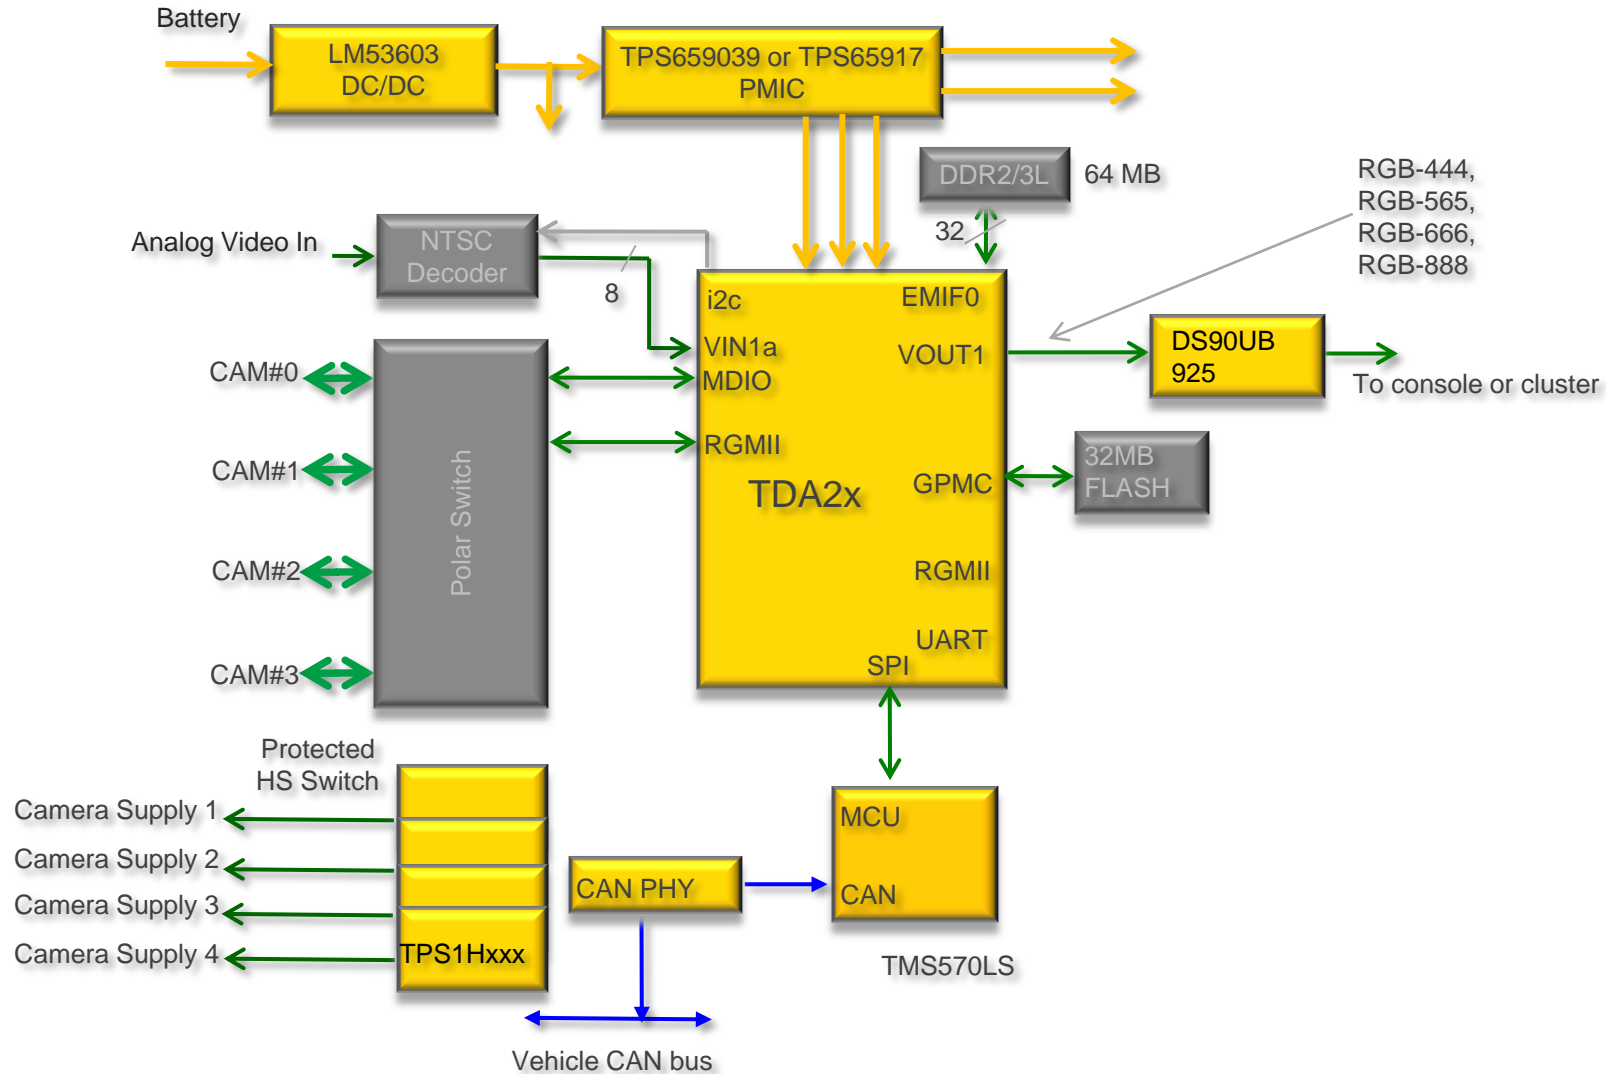 Battery
LM53603
DC/DC
TPS659039 or TPS65917
PMIC
DDR2/3L
64 MB
RGB-444,
RGB-565,
RGB-666,
RGB-888
32
Analog Video In
NTSC
Decoder
8
i2c
EMIF0
VIN1a
VOUT1
MDIO
DS90UB
925
To console or cluster
CAM#0
RGMII
32MB
FLASH
GPMC
CAM#1
TDA2x
Polar Switch
CAM#2
RGMII
UART
SPI
CAM#3
Protected
HS Switch
Camera Supply 1
Camera Supply 2
Camera Supply 3
Camera Supply 4
TPS1Hxxx
CAN PHY
MCU
CAN
TMS570LS
Vehicle CAN bus